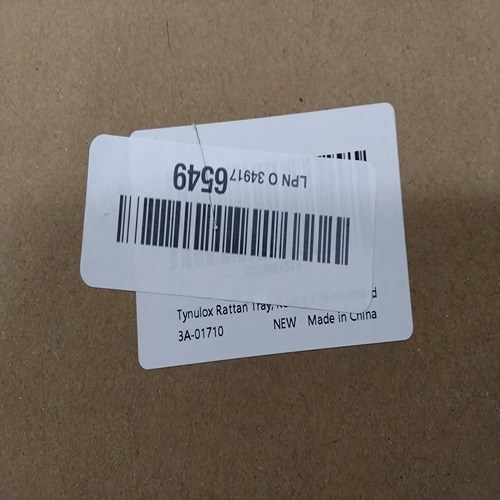 LPN O 349176549
Tynulox Rattan Tray,
3A-01710 NEW Made in China